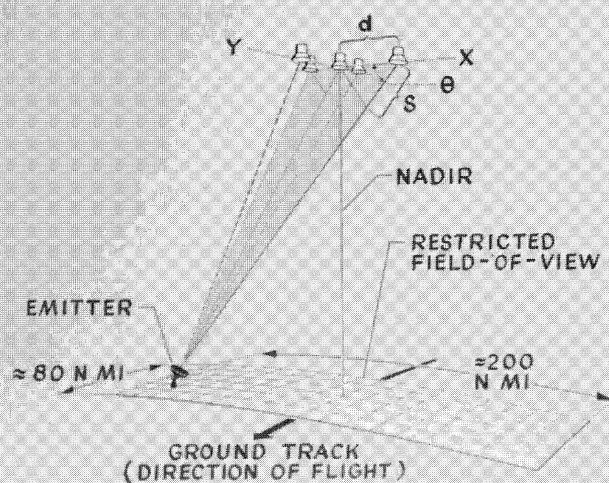 d
Y
X
θ
S
NADIR
RESTRICTED
FIELD-OF-VIEW
EMITTER
≈80 N MI
≈200
N MI
GROUND TRACK
(DIRECTION OF FLIGHT)